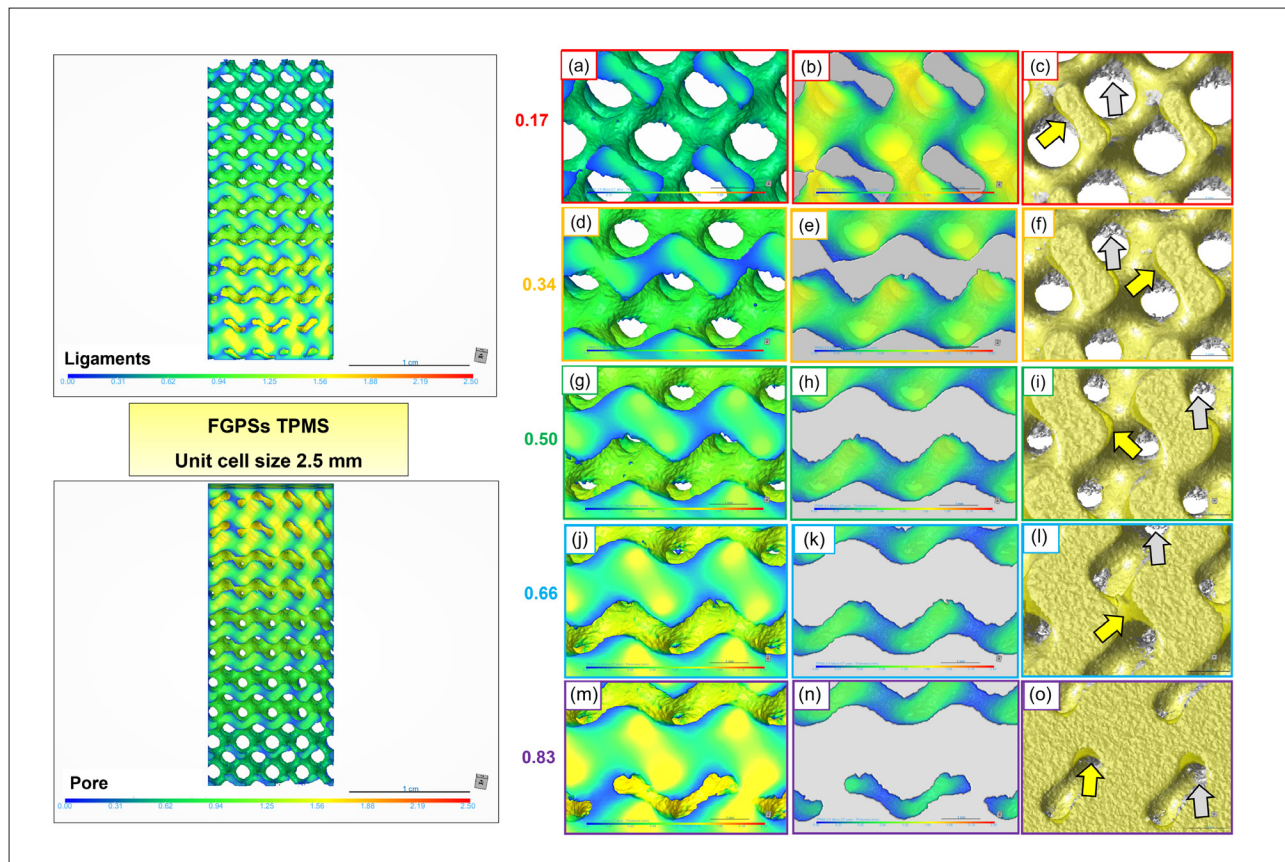 Ligaments
1 cm
0.00 0.31 0.62 0.94 1.25 1.56 1.88 2.19 2.50
FGPSs TPMS
Unit cell size 2.5 mm
Pore
1 cm
0.00 0.31 0.62 0.94 1.25 1.56 1.88 2.19 2.50
0.17
(a) (b) (c)
0.34
(d) (e) (f)
0.50
(g) (h) (i)
0.66
(j) (k) (l)
0.83
(m) (n) (o)